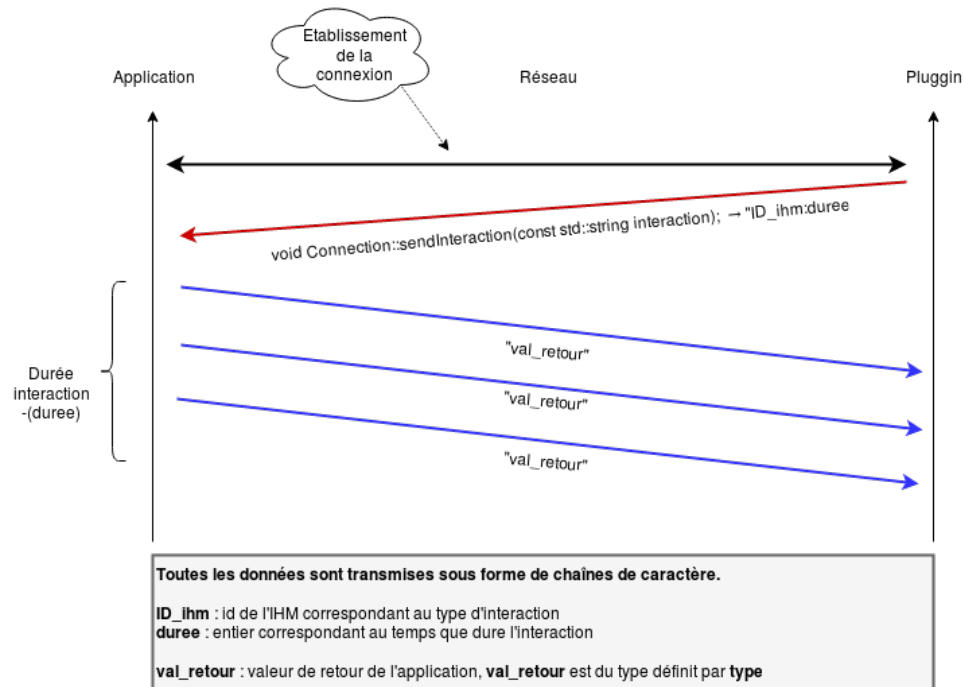 Etablissement
de la
connexion
Application
Réseau
Pluggin
void Connection::sendInteraction(const std::string interaction); → "ID_ihm:duree
"val_retour"
"val_retour"
"val_retour"
Durée
interaction
-(duree)
Toutes les données sont transmises sous forme de chaînes de caractère.
ID_ihm : id de l'IHM correspondant au type d'interaction
duree : entier correspondant au temps que dure l'interaction
val_retour : valeur de retour de l'application, val_retour est du type définit par type